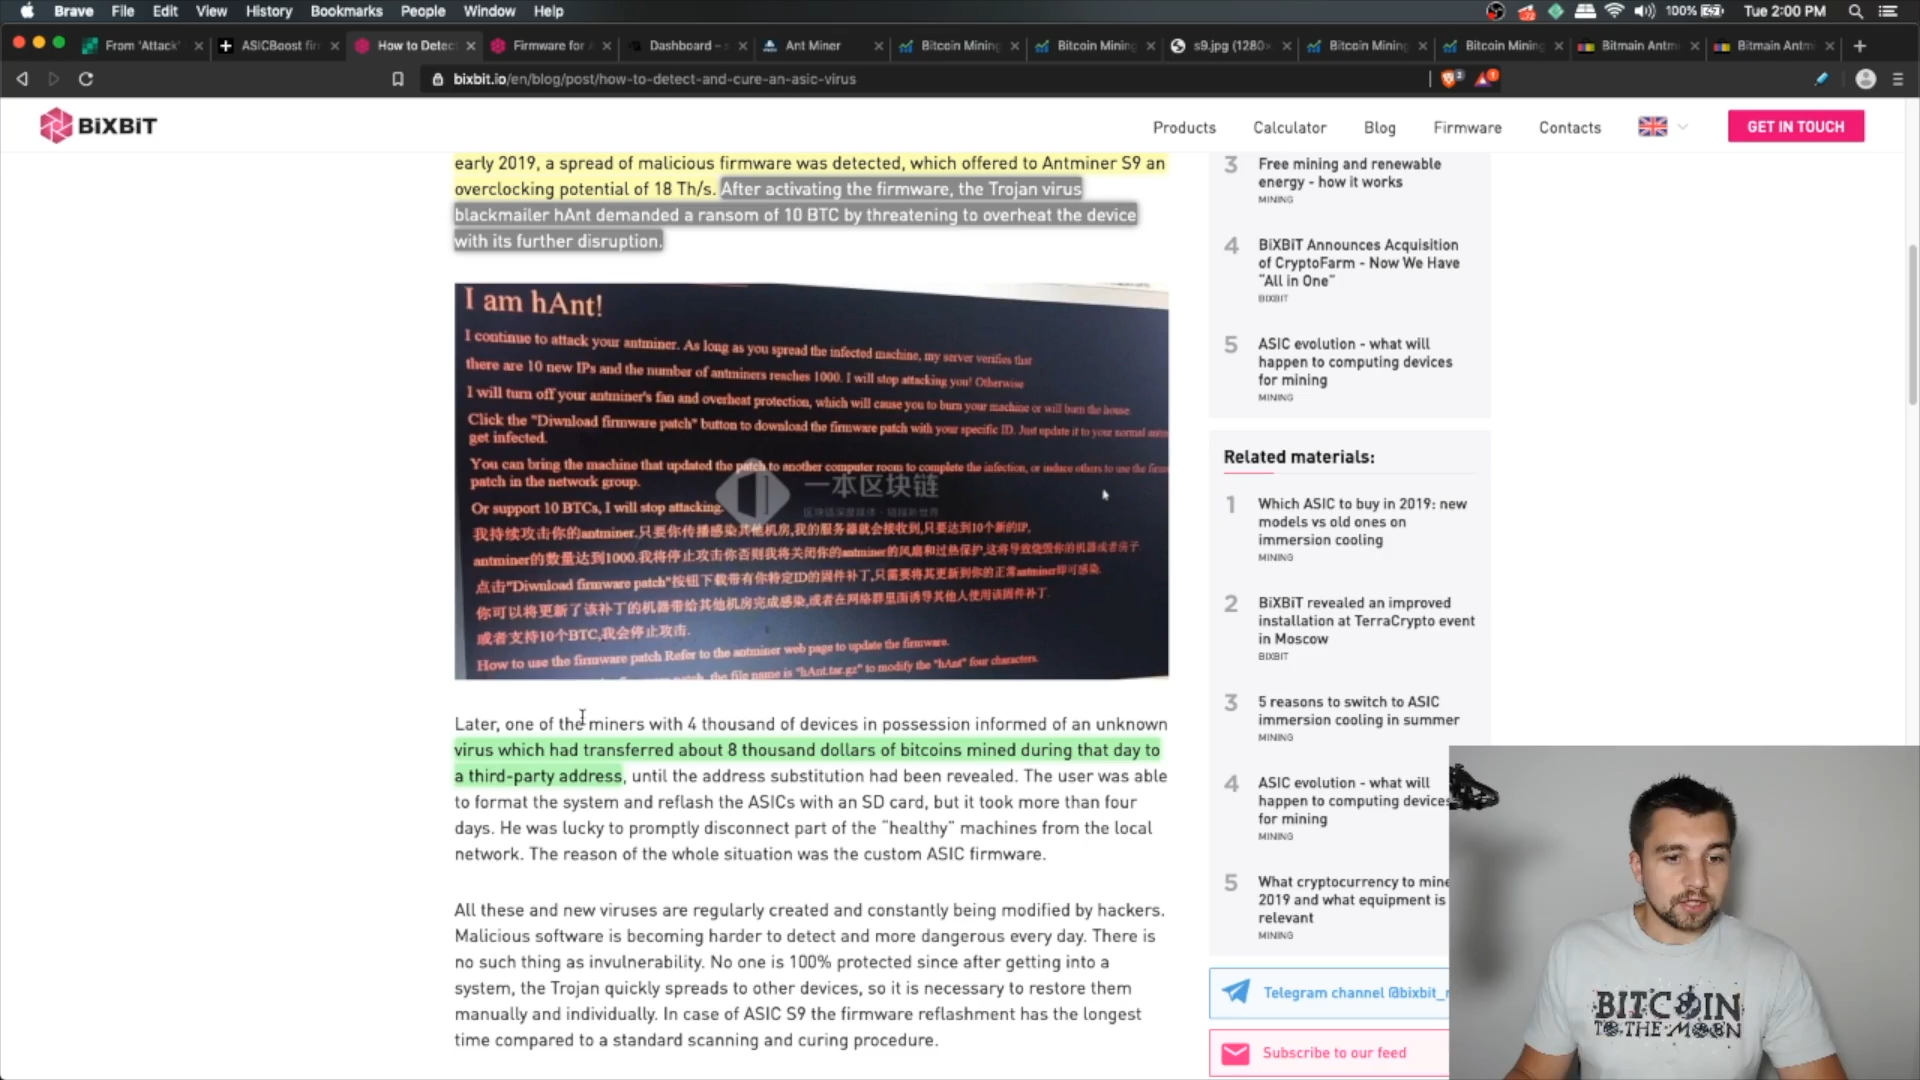 Brave File Edit View History Bookmarks People Window Help 100% Tue 2:00 PM
From 'Attack' ASICBoost fir How to Detec Firmware for Dashboard – Ant Miner Bitcoin Mining Bitcoin Mining s9.jpg (1280× Bitcoin Mining Bitcoin Mining Bitmain Antm Bitmain Antm
bixbit.io/en/blog/post/how-to-detect-and-cure-an-asic-virus
BiXBiT
Products Calculator Blog Firmware Contacts GET IN TOUCH
early 2019, a spread of malicious firmware was detected, which offered to Antminer S9 an
overclocking potential of 18 Th/s. After activating the firmware, the Trojan virus
blackmailer hAnt demanded a ransom of 10 BTC by threatening to overheat the device
with its further disruption.
I am hAnt!
I continue to attack your antminer. As long as you spread the infected machine, my server verifies that
there are 10 new IPs and the number of antminers reaches 1000. I will stop attacking you! Otherwise
I will turn off your antminer's fan and overheat protection, which will cause you to burn your machine or will burn the house.
Click the "Diwnload firmware patch" button to download the firmware patch with your specific ID. Just update it to your normal
get infected.
You can bring the machine that updated the patch to another computer room to complete the infection, or induce others to use the
patch in the network group.
Or support 10 BTCs, I will stop attacking.
一本区块链
我持续攻击你的antminer.只要你传播感染其他机房,我的服务器就会接收到,只要达到10个新的IP,
antminer的数量达到1000.我将停止攻击你否则我将关闭你的antminer的风扇和过热保护,这将导致烧毁你的机器或者房子.
点击"Diwnload firmware patch"按钮下载带有你特定ID的固件补丁,只需要将其更新到你的正常antminer即可感染.
你可以将更新了该补丁的机器带给其他机房完成感染,或者在网络群里面诱导其他人使用该固件补丁.
或者支持10个BTC,我会停止攻击.
How to use the firmware patch Refer to the antminer web page to update the firmware.
patch, the file name is "hAnt.tar.gz" to modify the "hAnt" four characters.
Later, one of the miners with 4 thousand of devices in possession informed of an unknown
virus which had transferred about 8 thousand dollars of bitcoins mined during that day to
a third-party address, until the address substitution had been revealed. The user was able
to format the system and reflash the ASICs with an SD card, but it took more than four
days. He was lucky to promptly disconnect part of the "healthy" machines from the local
network. The reason of the whole situation was the custom ASIC firmware.
All these and new viruses are regularly created and constantly being modified by hackers.
Malicious software is becoming harder to detect and more dangerous every day. There is
no such thing as invulnerability. No one is 100% protected since after getting into a
system, the Trojan quickly spreads to other devices, so it is necessary to restore them
manually and individually. In case of ASIC S9 the firmware reflashment has the longest
time compared to a standard scanning and curing procedure.
3 Free mining and renewable
energy - how it works
MINING
4 BiXBiT Announces Acquisition
of CryptoFarm - Now We Have
"All in One"
BIXBIT
5 ASIC evolution - what will
happen to computing devices
for mining
MINING
Related materials:
1 Which ASIC to buy in 2019: new
models vs old ones on
immersion cooling
MINING
2 BiXBiT revealed an improved
installation at TerraCrypto event
in Moscow
BIXBIT
3 5 reasons to switch to ASIC
immersion cooling in summer
MINING
4 ASIC evolution - what will
happen to computing devices
for mining
MINING
5 What cryptocurrency to mine
2019 and what equipment is
relevant
MINING
Telegram channel @bixbit_
Subscribe to our feed
BITCOIN
TO THE MOON